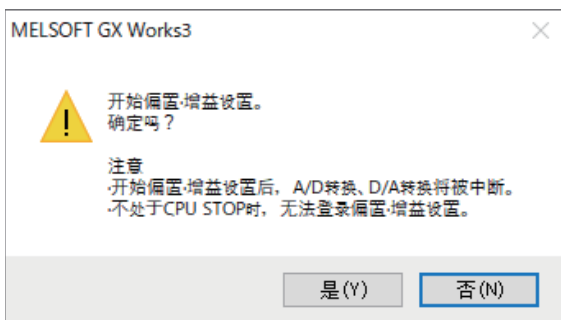 MELSOFT GX Works3
开始偏置·增益设置。
确定吗？
注意
·开始偏置·增益设置后，A/D转换、D/A转换将被中断。
·不处于CPU STOP时，无法登录偏置·增益设置。
是(Y)
否(N)